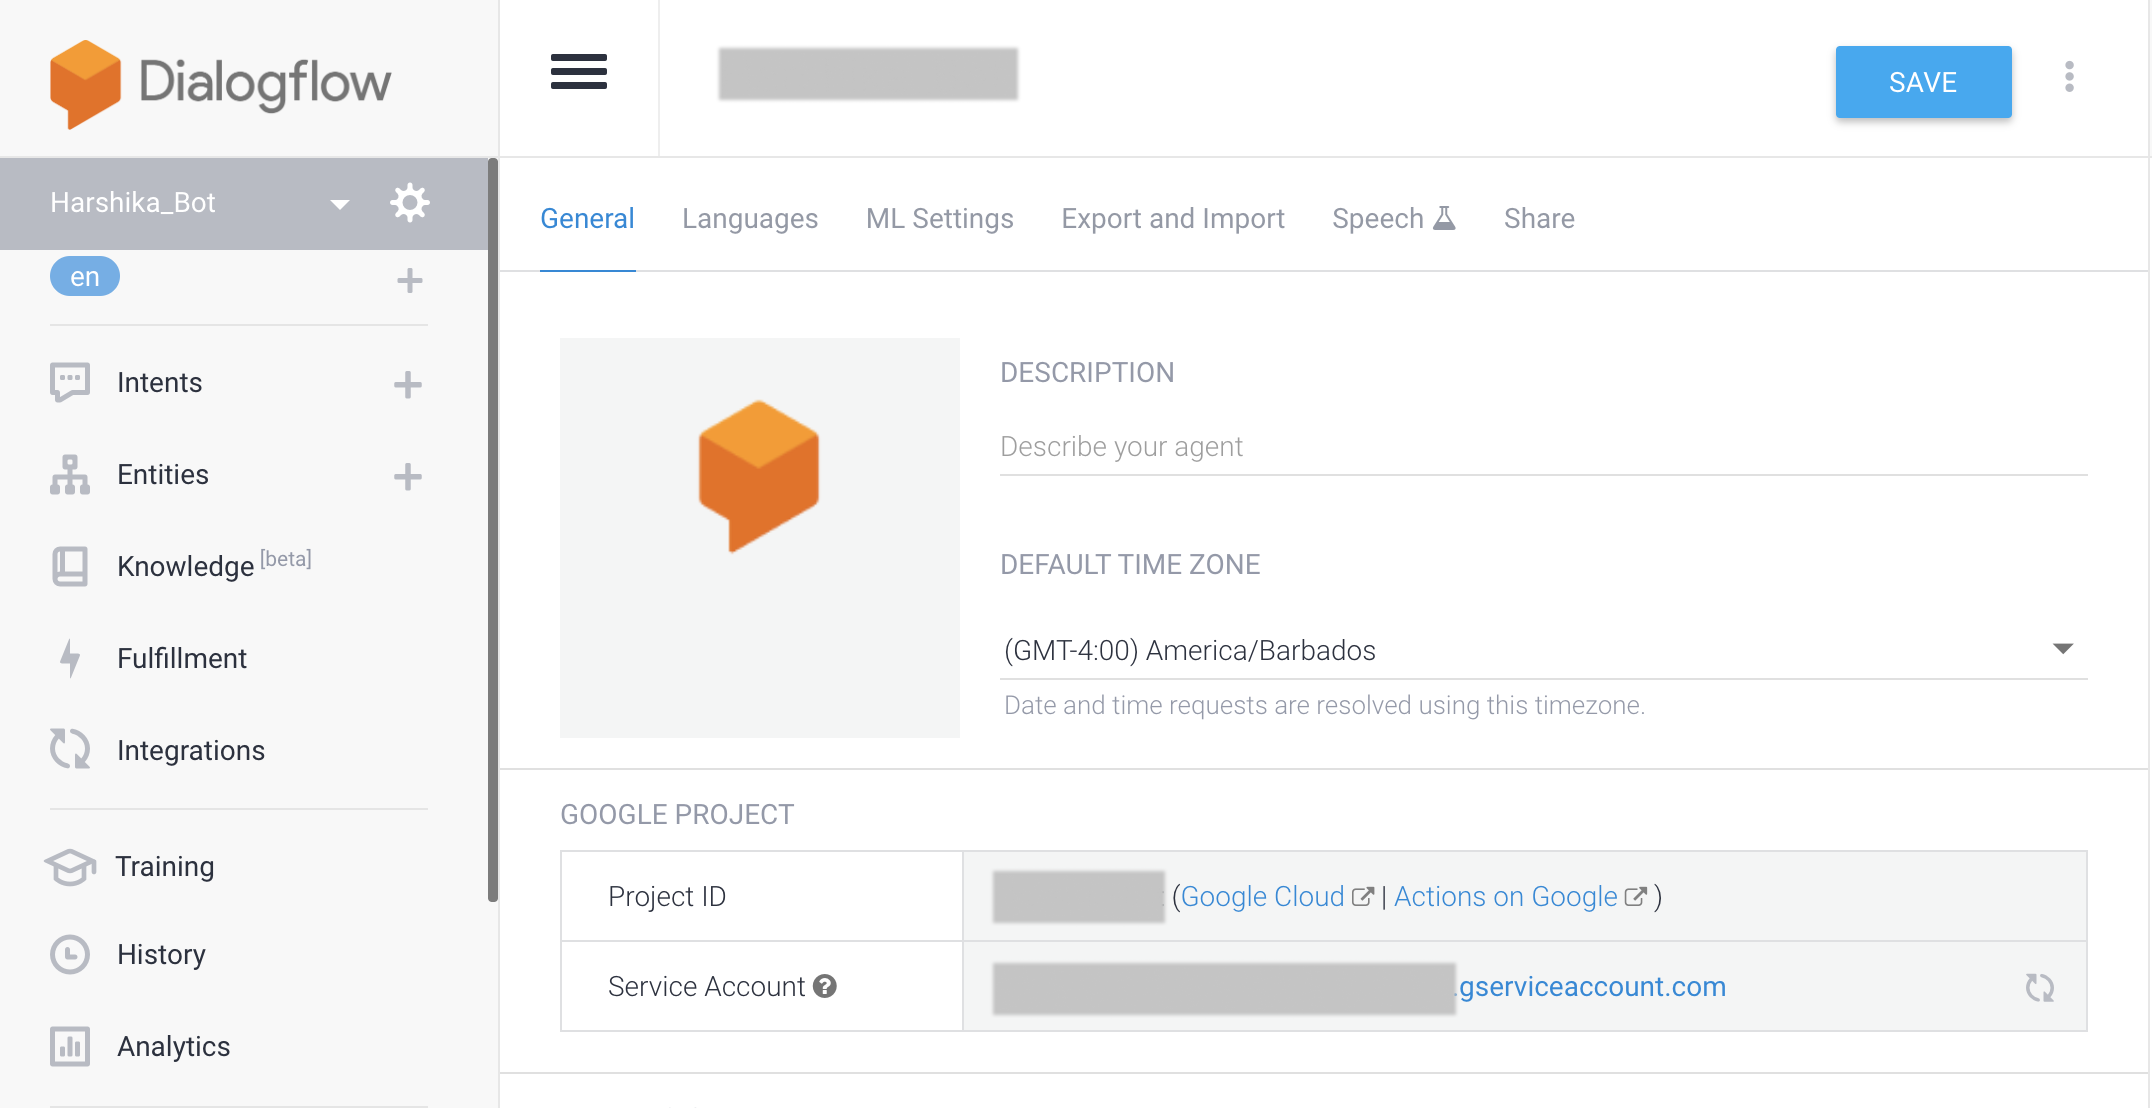 Dialogflow
SAVE
Harshika_Bot
en
Intents
Entities
Knowledge [beta]
Fulfillment
Integrations
Training
History
Analytics
General Languages ML Settings Export and Import Speech Share
DESCRIPTION
Describe your agent
DEFAULT TIME ZONE
(GMT-4:00) America/Barbados
Date and time requests are resolved using this timezone.
GOOGLE PROJECT
Project ID (Google Cloud | Actions on Google )
Service Account ? .gserviceaccount.com